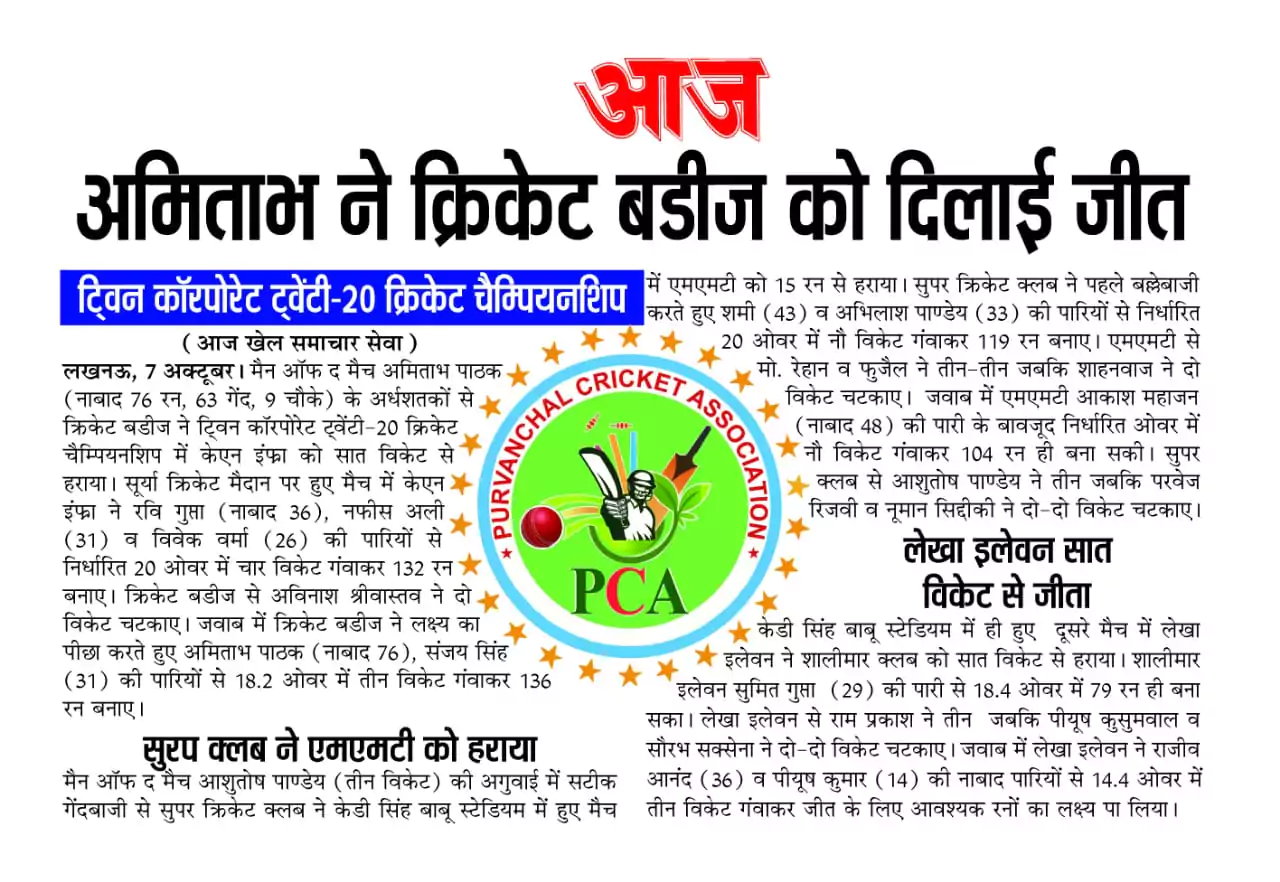 आज
अमिताभ ने क्रिकेट बडीज को दिलाई जीत
ट्विन कॉरपोरेट ट्वेंटी-20 क्रिकेट चैम्पियनशिप
( आज खेल समाचार सेवा )
लखनऊ, 7 अक्टूबर। मैन ऑफ द मैच अमिताभ पाठक
(नाबाद 76 रन, 63 गेंद, 9 चौके) के अर्धशतकों से
क्रिकेट बडीज ने ट्विन कॉरपोरेट ट्वेंटी-20 क्रिकेट
चैम्पियनशिप में केएन इंफ्रा को सात विकेट से
हराया। सूर्या क्रिकेट मैदान पर हुए मैच में केएन
इंफ्रा ने रवि गुप्ता (नाबाद 36), नफीस अली
(31) व विवेक वर्मा (26) की पारियों से
निर्धारित 20 ओवर में चार विकेट गंवाकर 132 रन
बनाए। क्रिकेट बडीज से अविनाश श्रीवास्तव ने दो
विकेट चटकाए। जवाब में क्रिकेट बडीज ने लक्ष्य का
पीछा करते हुए अमिताभ पाठक (नाबाद 76), संजय सिंह
(31) की पारियों से 18.2 ओवर में तीन विकेट गंवाकर 136
रन बनाए।
सुरप क्लब ने एमएमटी को हराया
मैन ऑफ द मैच आशुतोष पाण्डेय (तीन विकेट) की अगुवाई में सटीक
गेंदबाजी से सुपर क्रिकेट क्लब ने केडी सिंह बाबू स्टेडियम में हुए मैच
में एमएमटी को 15 रन से हराया। सुपर क्रिकेट क्लब ने पहले बल्लेबाजी
करते हुए शमी (43) व अभिलाश पाण्डेय (33) की पारियों से निर्धारित
20 ओवर में नौ विकेट गंवाकर 119 रन बनाए। एमएमटी से
मो. रेहान व फुजैल ने तीन-तीन जबकि शाहनवाज ने दो
विकेट चटकाए। जवाब में एमएमटी आकाश महाजन
(नाबाद 48) की पारी के बावजूद निर्धारित ओवर में
नौ विकेट गंवाकर 104 रन ही बना सकी। सुपर
क्लब से आशुतोष पाण्डेय ने तीन जबकि परवेज
रिजवी व नूमान सिद्दीकी ने दो-दो विकेट चटकाए।
लेखा इलेवन सात
विकेट से जीता
केडी सिंह बाबू स्टेडियम में ही हुए दूसरे मैच में लेखा
इलेवन ने शालीमार क्लब को सात विकेट से हराया। शालीमार
इलेवन सुमित गुप्ता (29) की पारी से 18.4 ओवर में 79 रन ही बना
सका। लेखा इलेवन से राम प्रकाश ने तीन जबकि पीयूष कुसुमवाल व
सौरभ सक्सेना ने दो-दो विकेट चटकाए। जवाब में लेखा इलेवन ने राजीव
आनंद (36) व पीयूष कुमार (14) की नाबाद पारियों से 14.4 ओवर में
तीन विकेट गंवाकर जीत के लिए आवश्यक रनों का लक्ष्य पा लिया।
PURVANCHAL CRICKET ASSOCIATION
PCA